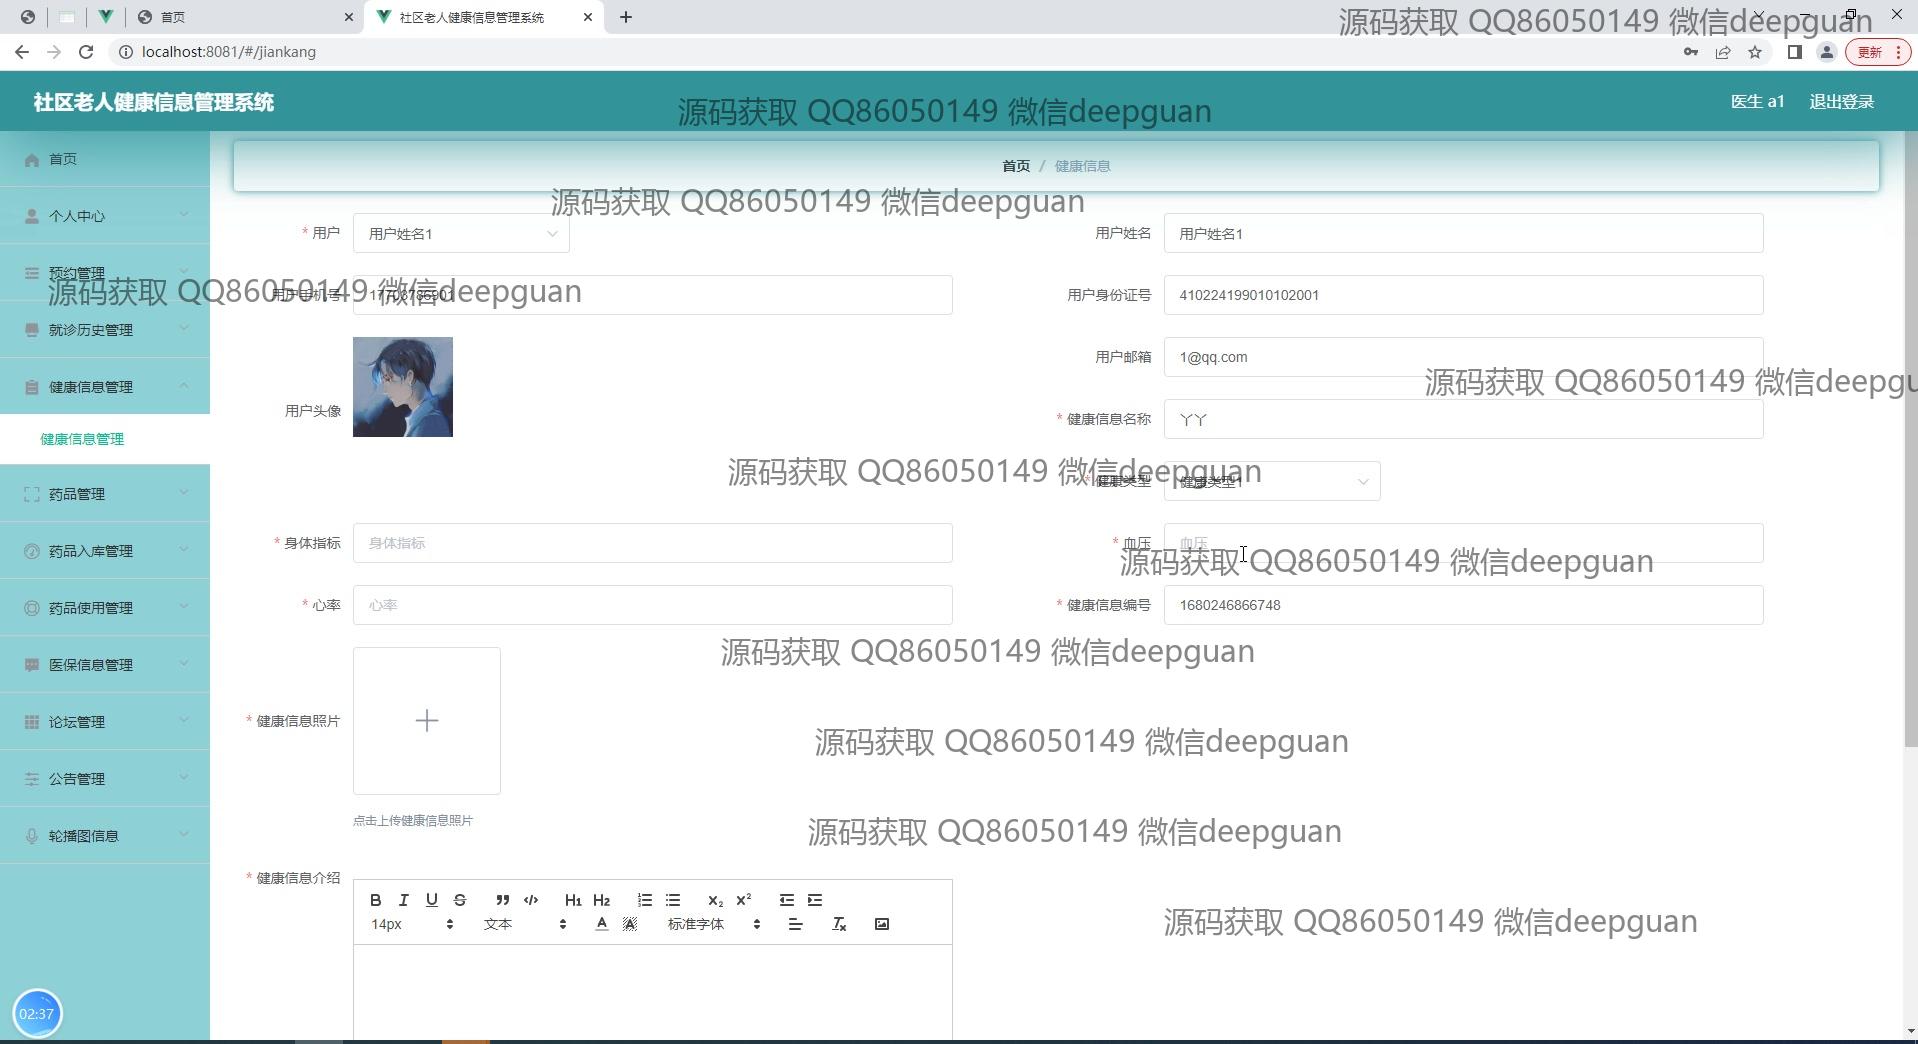 首页
社区老人健康信息管理系统
localhost:8081/#/jiankang
更新
源码获取 QQ86050149 微信deepguan
社区老人健康信息管理系统
源码获取 QQ86050149 微信deepguan
医生 a1
退出登录
首页 / 健康信息
源码获取 QQ86050149 微信deepguan
首页
个人中心
预约管理
就诊历史管理
健康信息管理
健康信息管理
药品管理
药品入库管理
药品使用管理
医保信息管理
论坛管理
公告管理
轮播图信息
02:37
* 用户 用户姓名1
用户姓名 用户姓名1
源码获取 QQ86050149 微信deepguan
用户手机号
用户身份证号 410224199010102001
用户头像
用户邮箱 1@qq.com
源码获取 QQ86050149 微信deepgu
* 健康信息名称 丫丫
源码获取 QQ86050149 微信deepguan
* 健康类型 健康类型1
* 身体指标 身体指标
* 血压 血压
源码获取 QQ86050149 微信deepguan
* 心率 心率
* 健康信息编号 1680246866748
源码获取 QQ86050149 微信deepguan
* 健康信息照片
源码获取 QQ86050149 微信deepguan
点击上传健康信息照片
源码获取 QQ86050149 微信deepguan
* 健康信息介绍
B I U S H1 H2 X2 X2
14px 文本 A A 标准字体 Tx
源码获取 QQ86050149 微信deepguan